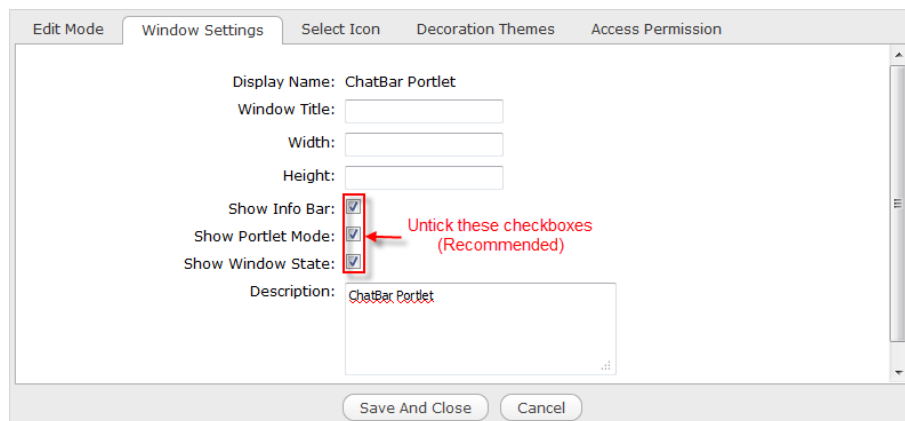 Edit Mode Window Settings Select Icon Decoration Themes Access Permission
Display Name: ChatBar Portlet
Window Title:
Width:
Height:
Show Info Bar:
Show Portlet Mode:
Show Window State:
Untick these checkboxes
(Recommended)
Description: ChatBar Portlet
Save And Close Cancel